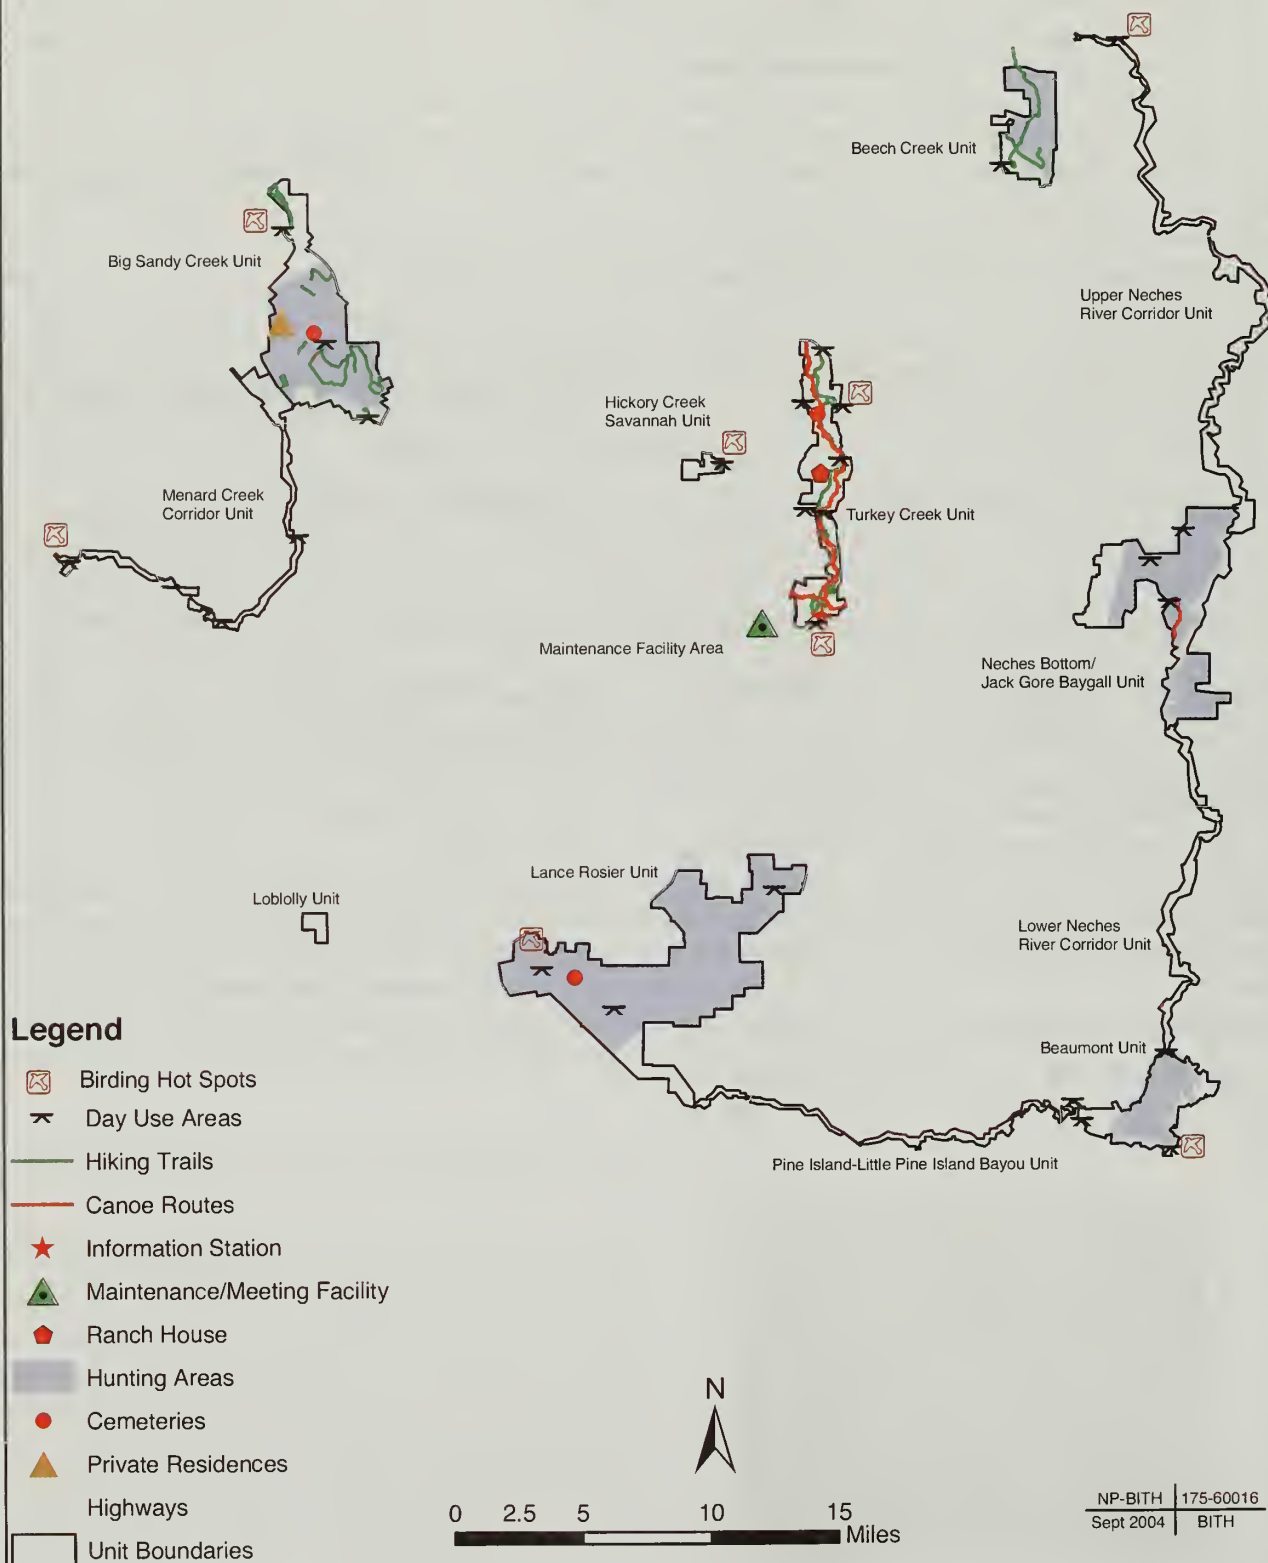 Beech Creek Unit
Big Sandy Creek Unit
Upper Neches
River Corridor Unit
Hickory Creek
Savannah Unit
Menard Creek
Corridor Unit
Turkey Creek Unit
Maintenance Facility Area
Neches Bottom/
Jack Gore Baygall Unit
Lance Rosier Unit
Loblolly Unit
Lower Neches
River Corridor Unit
Beaumont Unit
Pine Island-Little Pine Island Bayou Unit
Legend
Birding Hot Spots
Day Use Areas
Hiking Trails
Canoe Routes
Information Station
Maintenance/Meeting Facility
Ranch House
Hunting Areas
Cemeteries
Private Residences
Highways
Unit Boundaries
N
0 2.5 5 10 15
Miles
NP-BITH 175-60016
Sept 2004 BITH